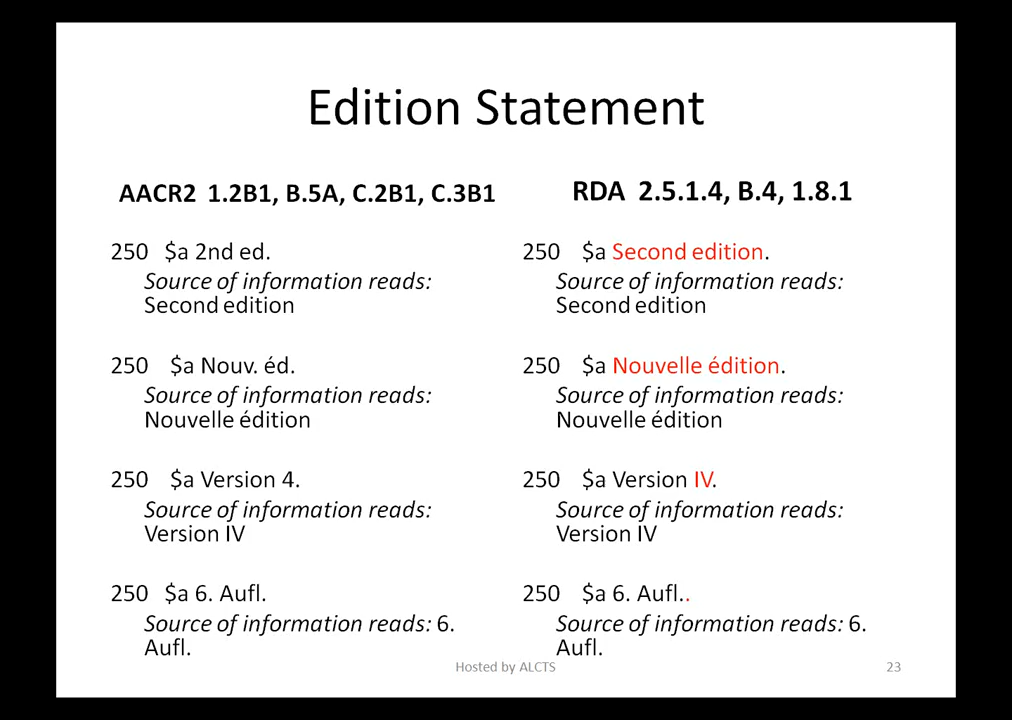 Edition Statement
AACR2 1.2B1, B.5A, C.2B1, C.3B1
250 $a 2nd ed.
Source of information reads:
Second edition
250 $a Nouv. éd.
Source of information reads:
Nouvelle édition
250 $a Version 4.
Source of information reads:
Version IV
250 $a 6. Aufl.
Source of information reads: 6.
Aufl.
RDA 2.5.1.4, B.4, 1.8.1
250 $a Second edition.
Source of information reads:
Second edition
250 $a Nouvelle édition.
Source of information reads:
Nouvelle édition
250 $a Version IV.
Source of information reads:
Version IV
250 $a 6. Aufl..
Source of information reads: 6.
Aufl.
Hosted by ALCTS
23